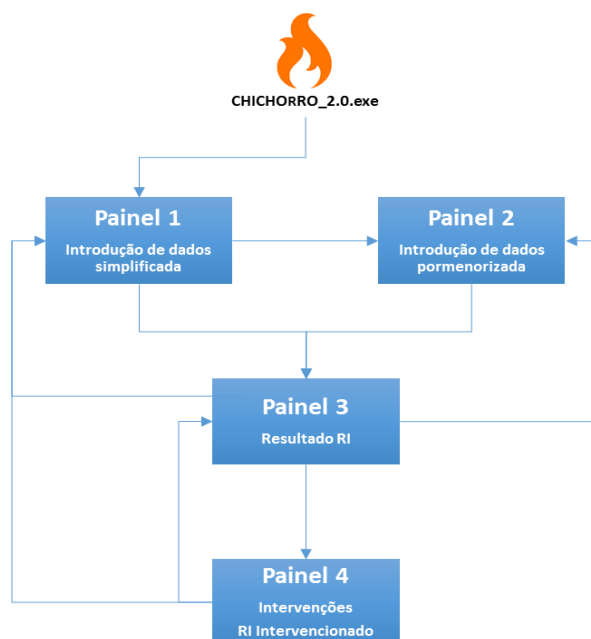 CHICHORRO_2.0.exe
Painel 1
Introdução de dados
simplificada
Painel 2
Introdução de dados
pormenorizada
Painel 3
Resultado RI
Painel 4
Intervenções
RI Intervencionado